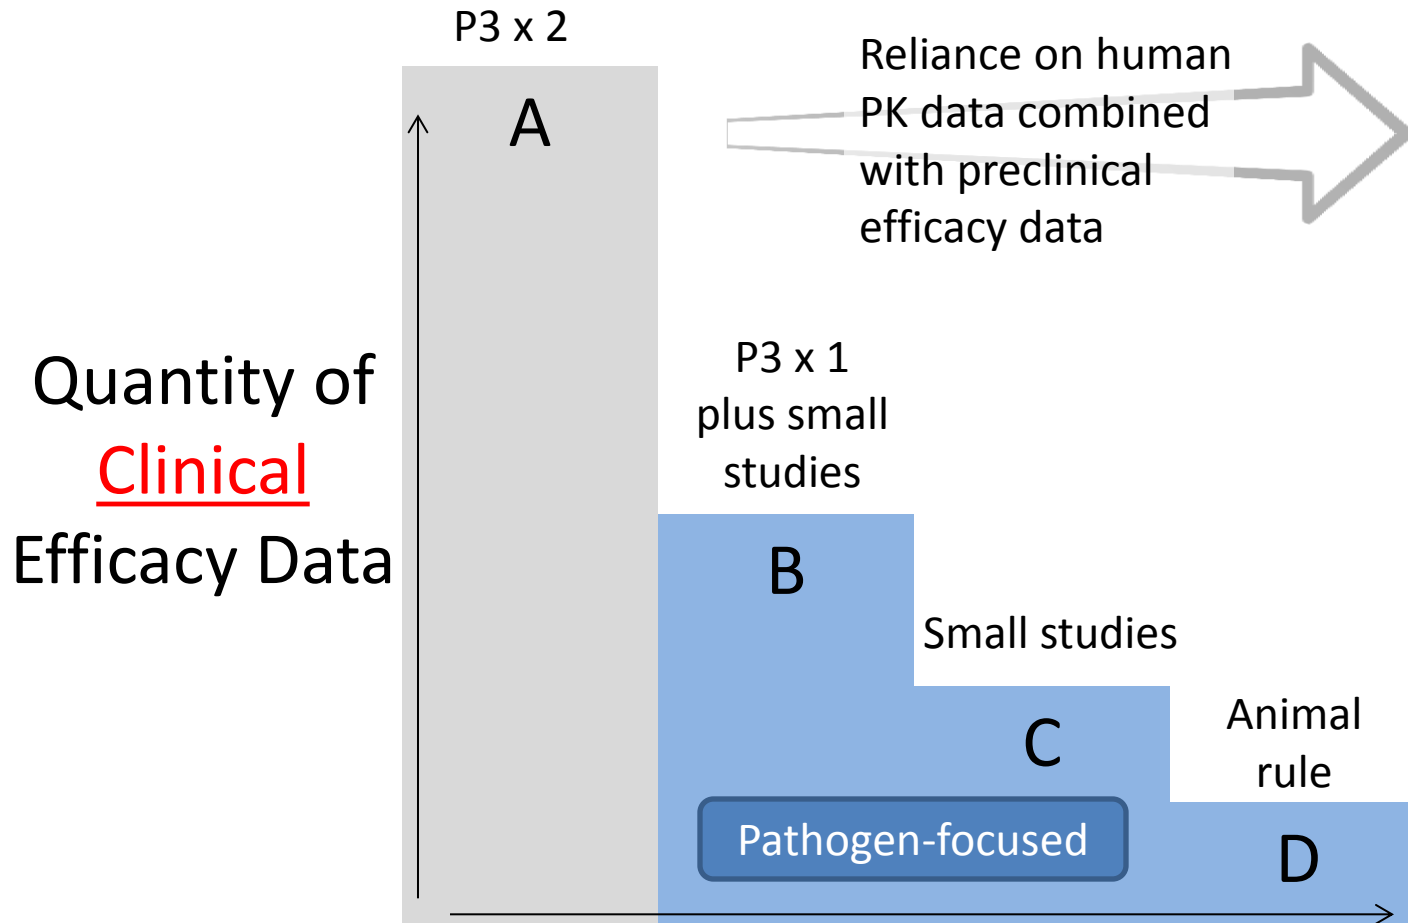 P3 x 2
A
Reliance on human
PK data combined
with preclinical
efficacy data
Quantity of
Clinical
Efficacy Data
P3 x 1
plus small
studies
B
Small studies
C
Animal
rule
Pathogen-focused
D